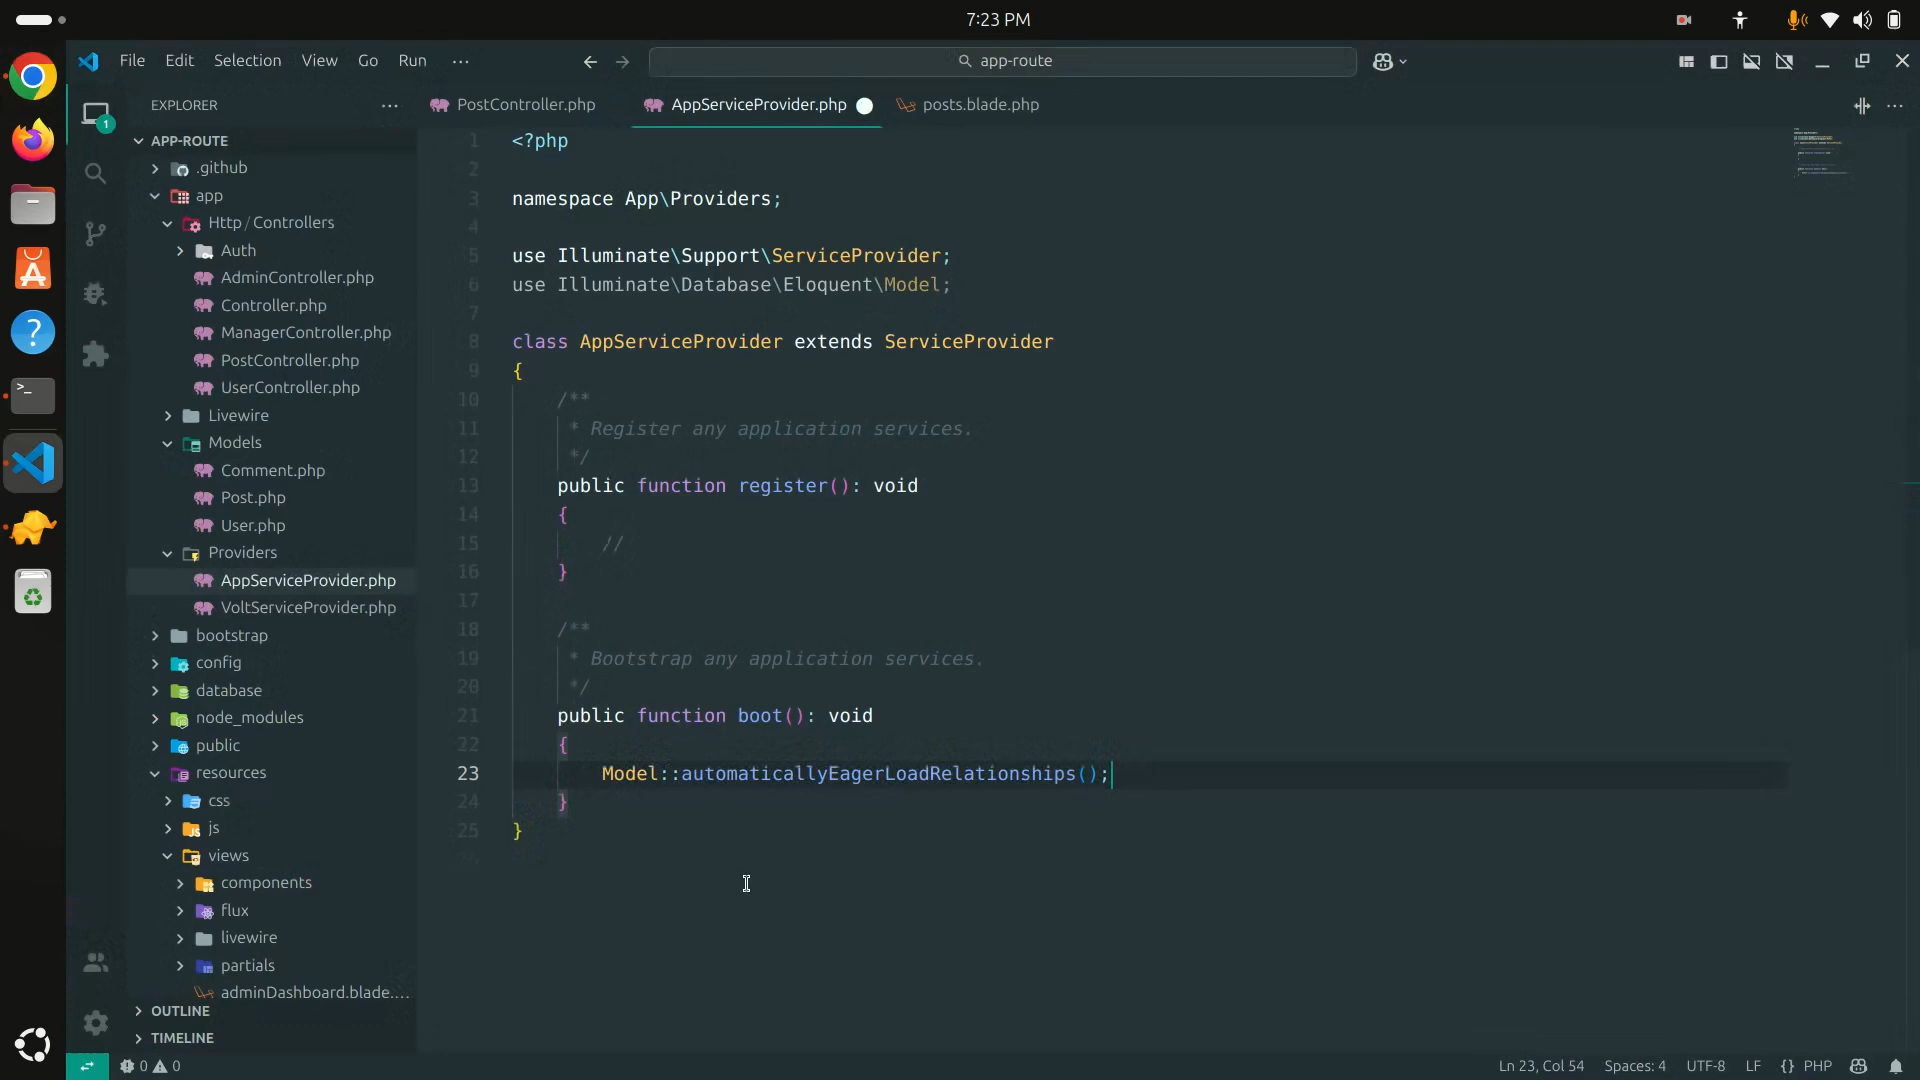 7:23 PM
File Edit Selection View Go Run ...
app-route
EXPLORER
PostController.php
AppServiceProvider.php
posts.blade.php
APP-ROUTE
.github
app
Http / Controllers
Auth
AdminController.php
Controller.php
ManagerController.php
PostController.php
UserController.php
Livewire
Models
Comment.php
Post.php
User.php
Providers
AppServiceProvider.php
VoltServiceProvider.php
bootstrap
config
database
node_modules
public
resources
css
js
views
components
flux
livewire
partials
adminDashboard.blade....
OUTLINE
TIMELINE
1 <?php
2
3 namespace App\Providers;
4
5 use Illuminate\Support\ServiceProvider;
6 use Illuminate\Database\Eloquent\Model;
7
8 class AppServiceProvider extends ServiceProvider
9 {
10 /**
11 * Register any application services.
12 */
13 public function register(): void
14 {
15 //
16 }
17
18 /**
19 * Bootstrap any application services.
20 */
21 public function boot(): void
22 {
23 Model::automaticallyEagerLoadRelationships();
24 }
25 }
26
1
0 0
Ln 23, Col 54 Spaces: 4 UTF-8 LF {} PHP